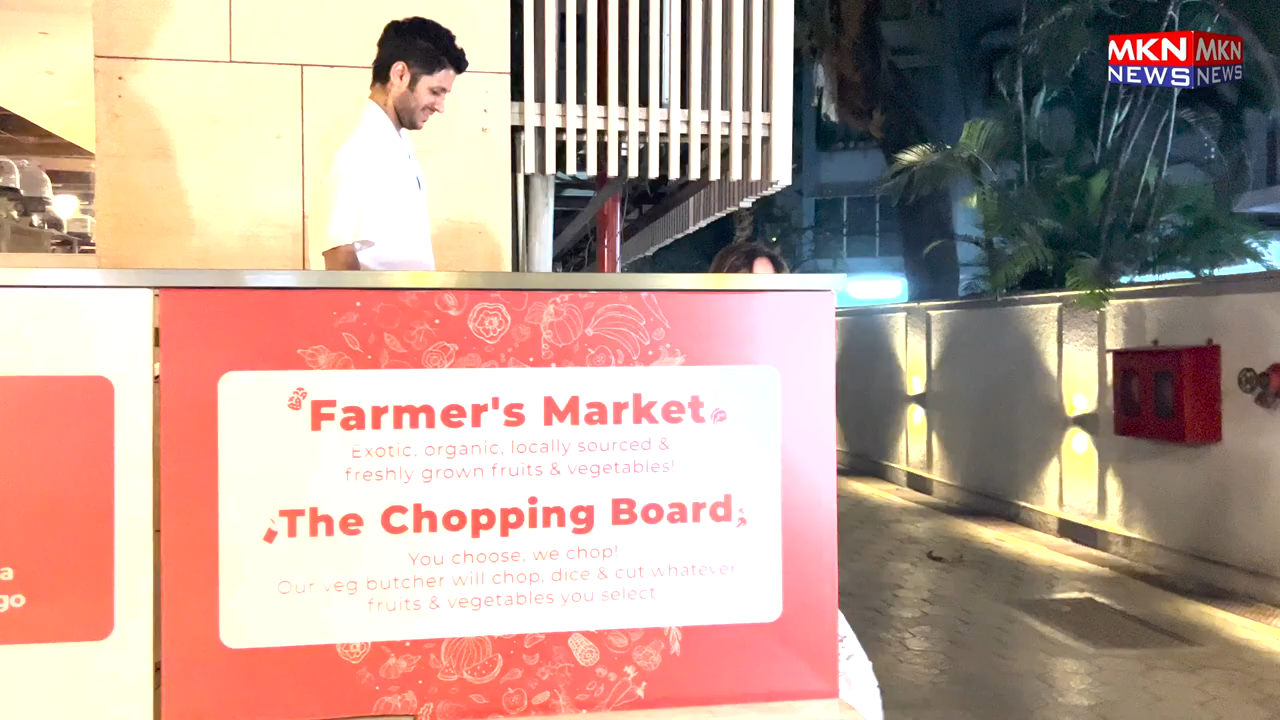 MKN MKN
NEWS NEWS
Farmer's Market
Exotic, organic, locally sourced &
freshly grown fruits & vegetables!
The Chopping Board
You choose, we chop!
Our veg butcher will chop, dice & cut whatever
fruits & vegetables you select
a
go